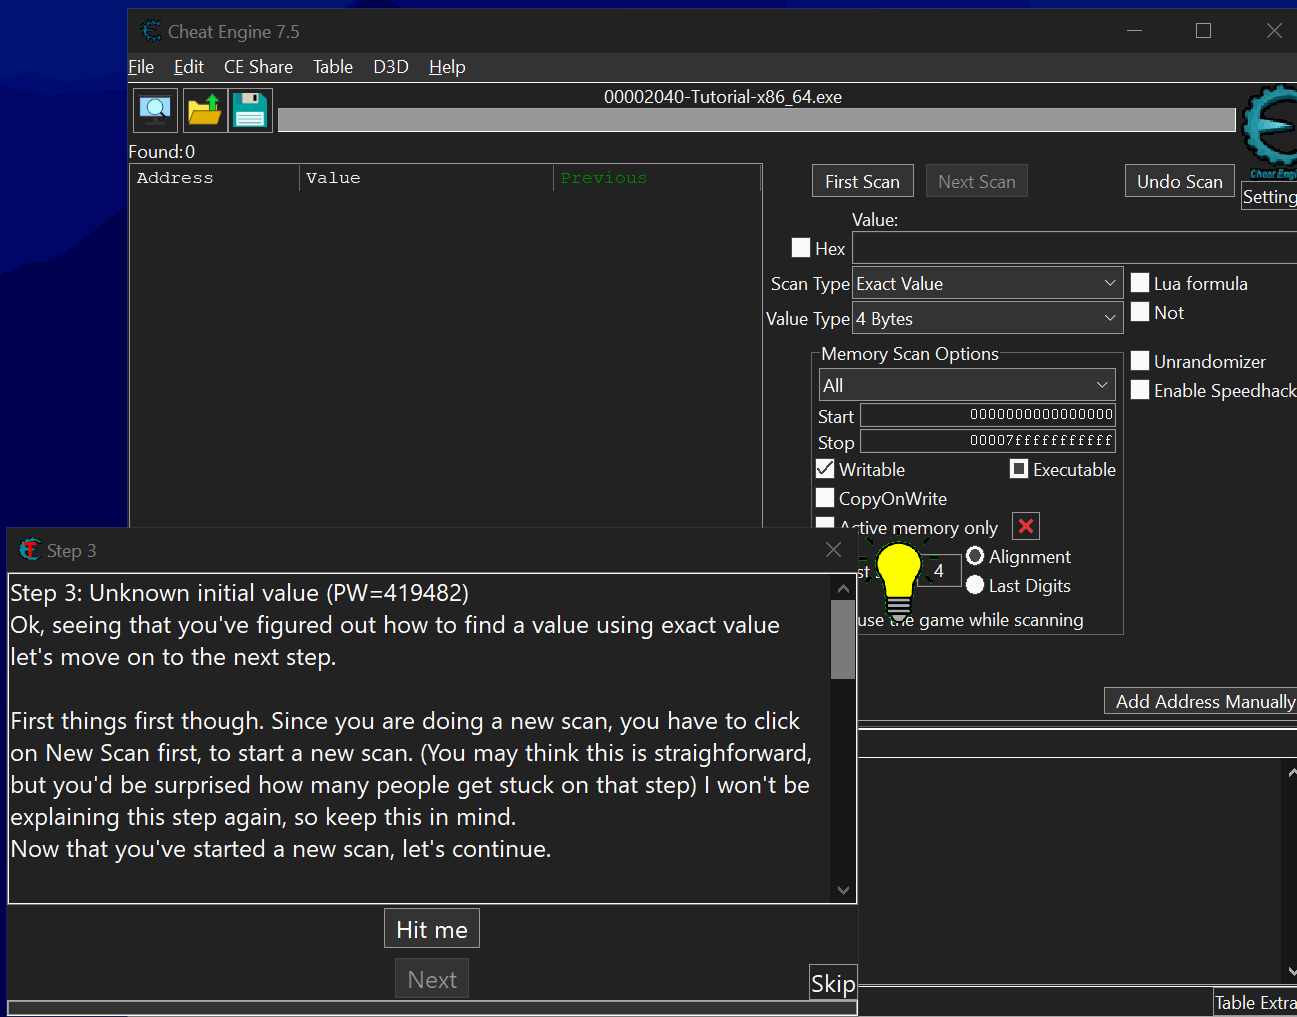 Cheat Engine 7.5
File Edit CE Share Table D3D Help
00002040-Tutorial-x86_64.exe
Found:0
Address Value Previous
First Scan Next Scan Undo Scan
Cheat Engi
Setting
Value:
Hex
Scan Type Exact Value
Lua formula
Value Type 4 Bytes
Not
Memory Scan Options
All
Unrandomizer
Enable Speedhack
Start 0000000000000000
Stop 00007fffffffffff
Writable Executable
CopyOnWrite
Active memory only
st 4
Alignment
Last Digits
use the game while scanning
Add Address Manually
Table Extra
Step 3
Step 3: Unknown initial value (PW=419482)
Ok, seeing that you've figured out how to find a value using exact value
let's move on to the next step.
First things first though. Since you are doing a new scan, you have to click
on New Scan first, to start a new scan. (You may think this is straighforward,
but you'd be surprised how many people get stuck on that step) I won't be
explaining this step again, so keep this in mind.
Now that you've started a new scan, let's continue.
Hit me
Next
Skip